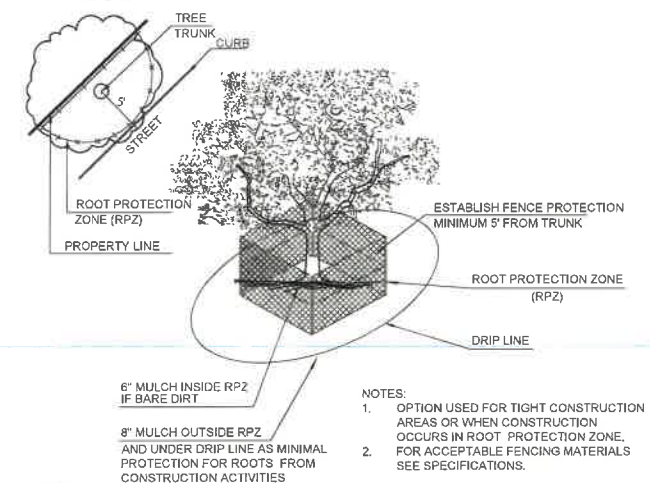 TREE
TRUNK
CURB
5'
STREET
ROOT PROTECTION
ZONE (RPZ)
PROPERTY LINE
ESTABLISH FENCE PROTECTION
MINIMUM 5' FROM TRUNK
ROOT PROTECTION ZONE
(RPZ)
DRIP LINE
6" MULCH INSIDE RPZ
IF BARE DIRT
8" MULCH OUTSIDE RPZ
AND UNDER DRIP LINE AS MINIMAL
PROTECTION FOR ROOTS FROM
CONSTRUCTION ACTIVITIES
NOTES:
1. OPTION USED FOR TIGHT CONSTRUCTION
AREAS OR WHEN CONSTRUCTION
OCCURS IN ROOT PROTECTION ZONE.
2. FOR ACCEPTABLE FENCING MATERIALS
SEE SPECIFICATIONS.